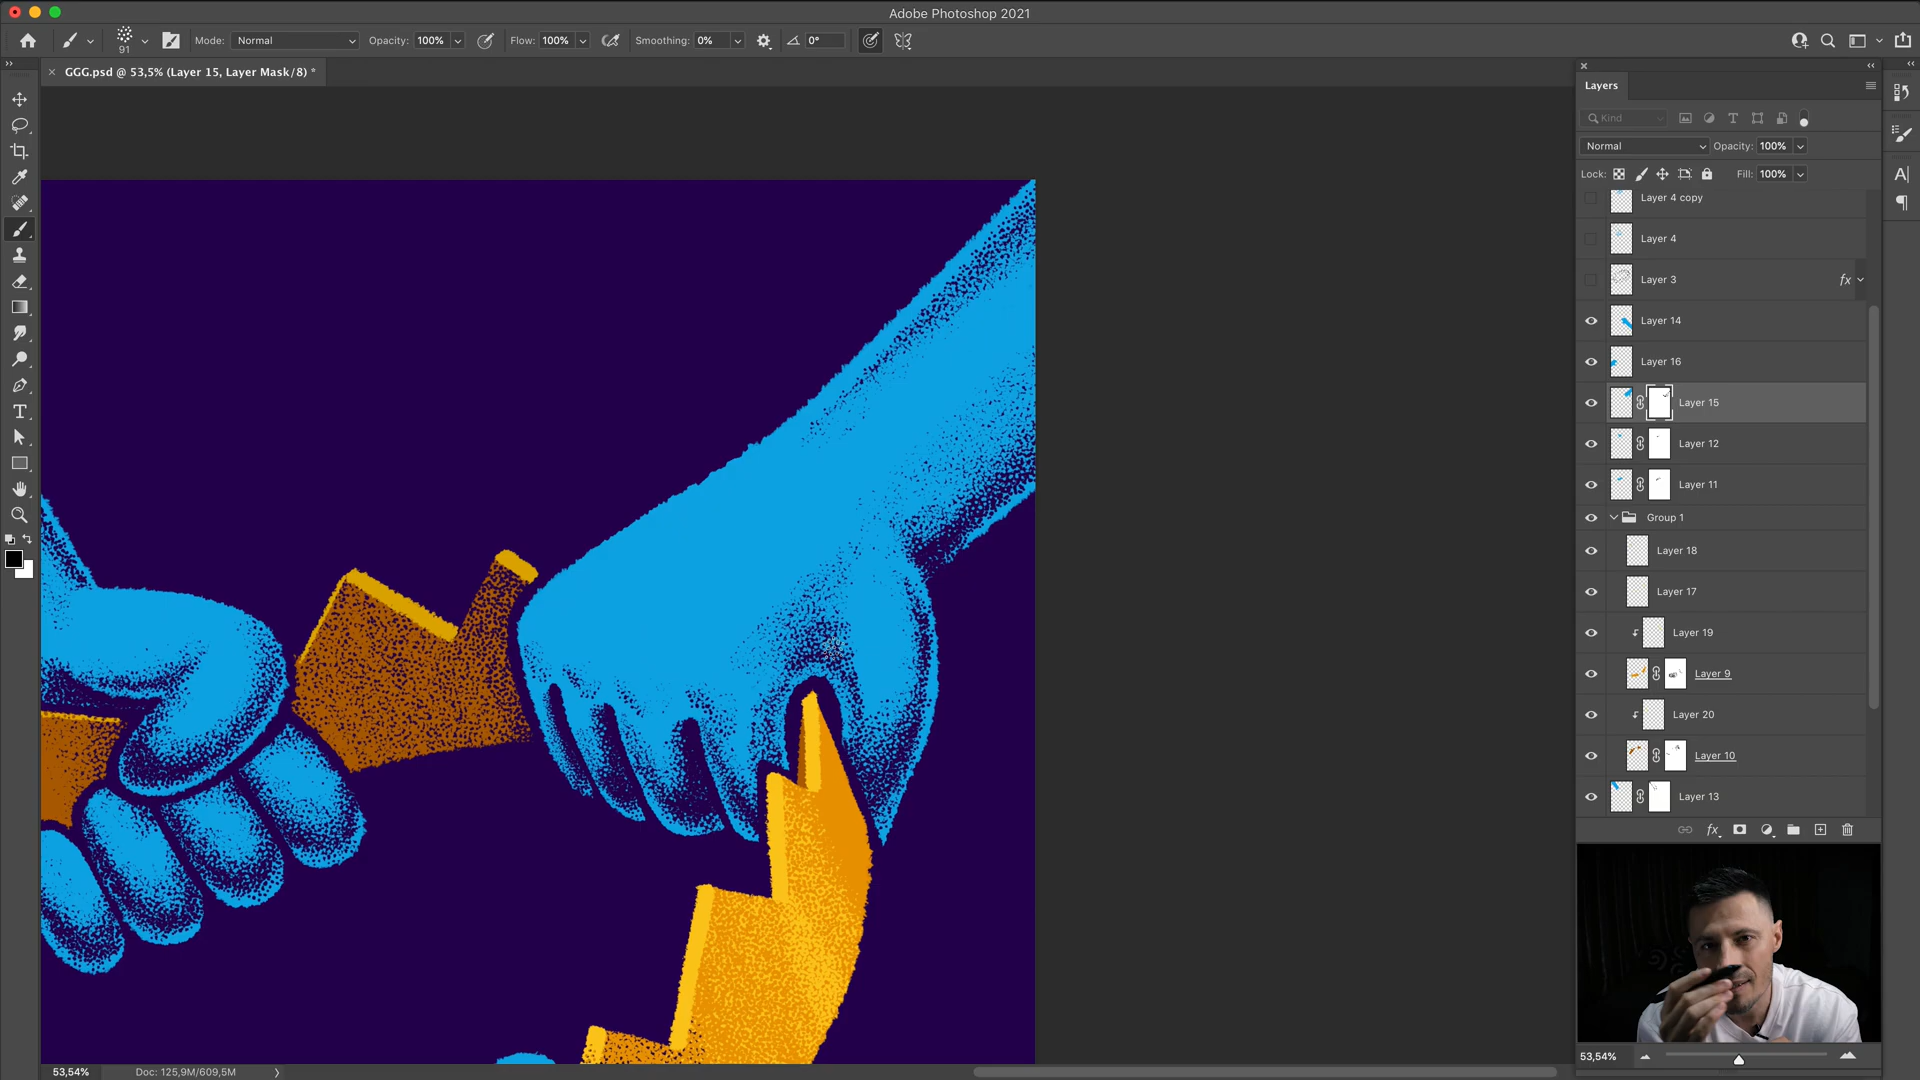 Adobe Photoshop 2021
91
Mode: Normal
Opacity: 100%
Flow: 100%
Smoothing: 0%
0°
GGG.psd @ 53,5% (Layer 15, Layer Mask/8) *
Layers
Kind
Normal
Opacity: 100%
Lock:
Fill: 100%
Layer 4 copy
Layer 4
Layer 3
fx
Layer 14
Layer 16
Layer 15
Layer 12
Layer 11
Group 1
Layer 18
Layer 17
Layer 19
Layer 9
Layer 20
Layer 10
Layer 13
fx
53,54%
53,54%
Doc: 125,9M/609,5M